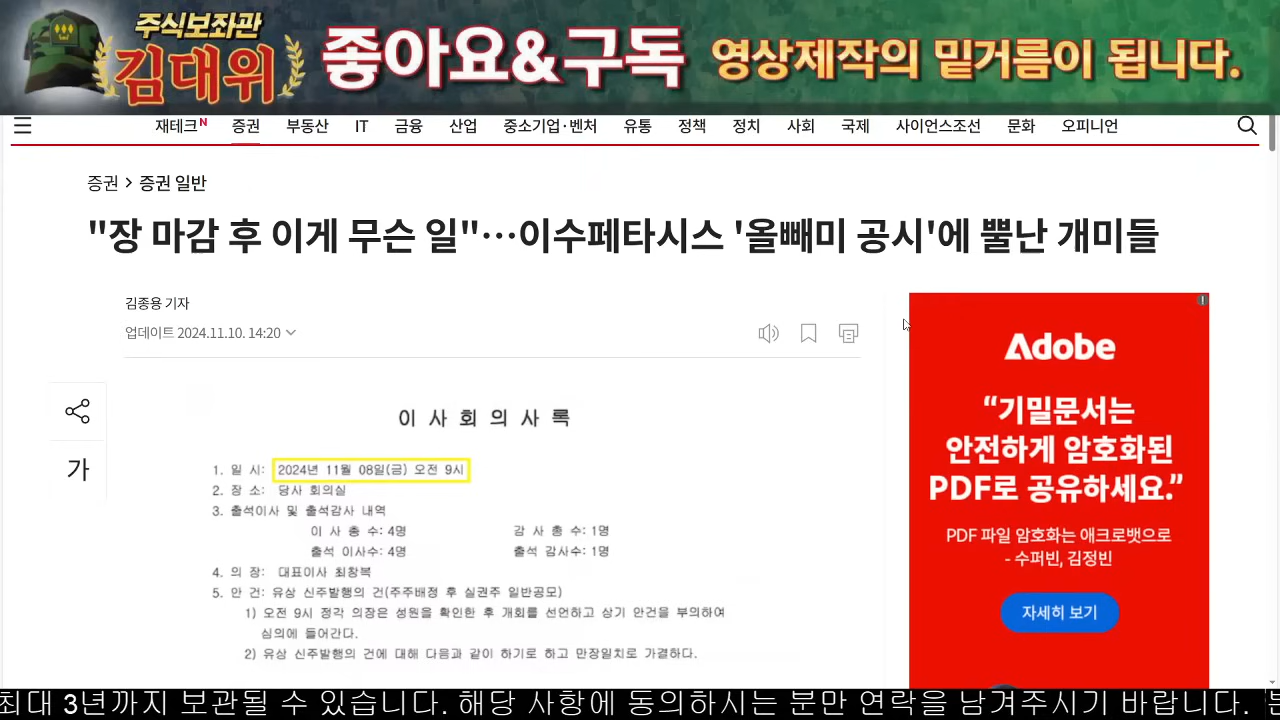 주식보좌관
김대위
좋아요&구독
영상제작의 밑거름이 됩니다.
재테크N 증권 부동산 IT 금융 산업 중소기업·벤처 유통 정책 정치 사회 국제 사이언스조선 문화 오피니언
증권 > 증권 일반
"장 마감 후 이게 무슨 일"…이수페타시스 '올빼미 공시'에 뿔난 개미들
김종용 기자
업데이트 2024.11.10. 14:20
가
이 사 회 의 사 록
1. 일 시: 2024년 11월 08일(금) 오전 9시
2. 장 소: 당사 회의실
3. 출석이사 및 출석감사 내역
이 사 총 수: 4명 감 사 총 수: 1명
출석 이사수: 4명 출석 감사수: 1명
4. 의 장: 대표이사 최창복
5. 안 건: 유상 신주발행의 건(주주배정 후 실권주 일반공모)
1) 오전 9시 정각 의장은 성원을 확인한 후 개회를 선언하고 상기 안건을 부의하여
심의에 들어간다.
2) 유상 신주발행의 건에 대해 다음과 같이 하기로 하고 만장일치로 가결하다.
Adobe
“기밀문서는
안전하게 암호화된
PDF로 공유하세요.”
PDF 파일 암호화는 애크로뱃으로
- 수퍼빈, 김정빈
자세히 보기
최대 3년까지 보관될 수 있습니다. 해당 사항에 동의하시는 분만 연락을 남겨주시기 바랍니다.